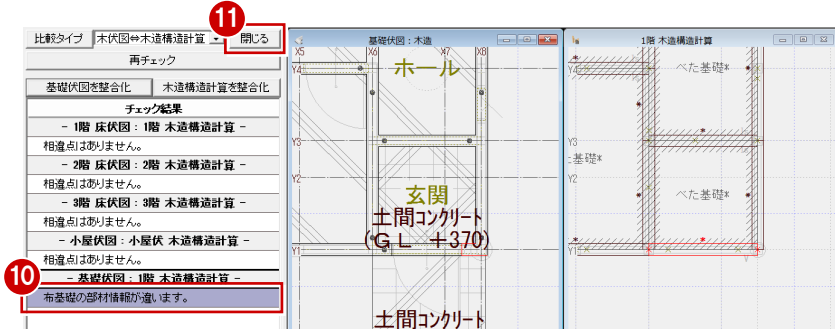 11
比較タイプ 木伏図⇔木造構造計算 閉じる
再チェック
基礎伏図を整合化 木造構造計算を整合化
チェック結果
- 1階 床伏図：1階 木造構造計算 -
相違点はありません。
- 2階 床伏図：2階 木造構造計算 -
相違点はありません。
- 3階 床伏図：3階 木造構造計算 -
相違点はありません。
- 小屋伏図：小屋伏 木造構造計算 -
相違点はありません。
- 基礎伏図：1階 木造構造計算 -
10
布基礎の部材情報が違います。
基礎伏図：木造
X5 X6 X7 X8
Y4
ホール
Y3
Y2
玄関
土間コンクリート
(GL +370)
Y1
土間コンクリート
1階 木造構造計算
Y4
べた基礎*
Y3
た基礎*
Y2
べた基礎*
Y1